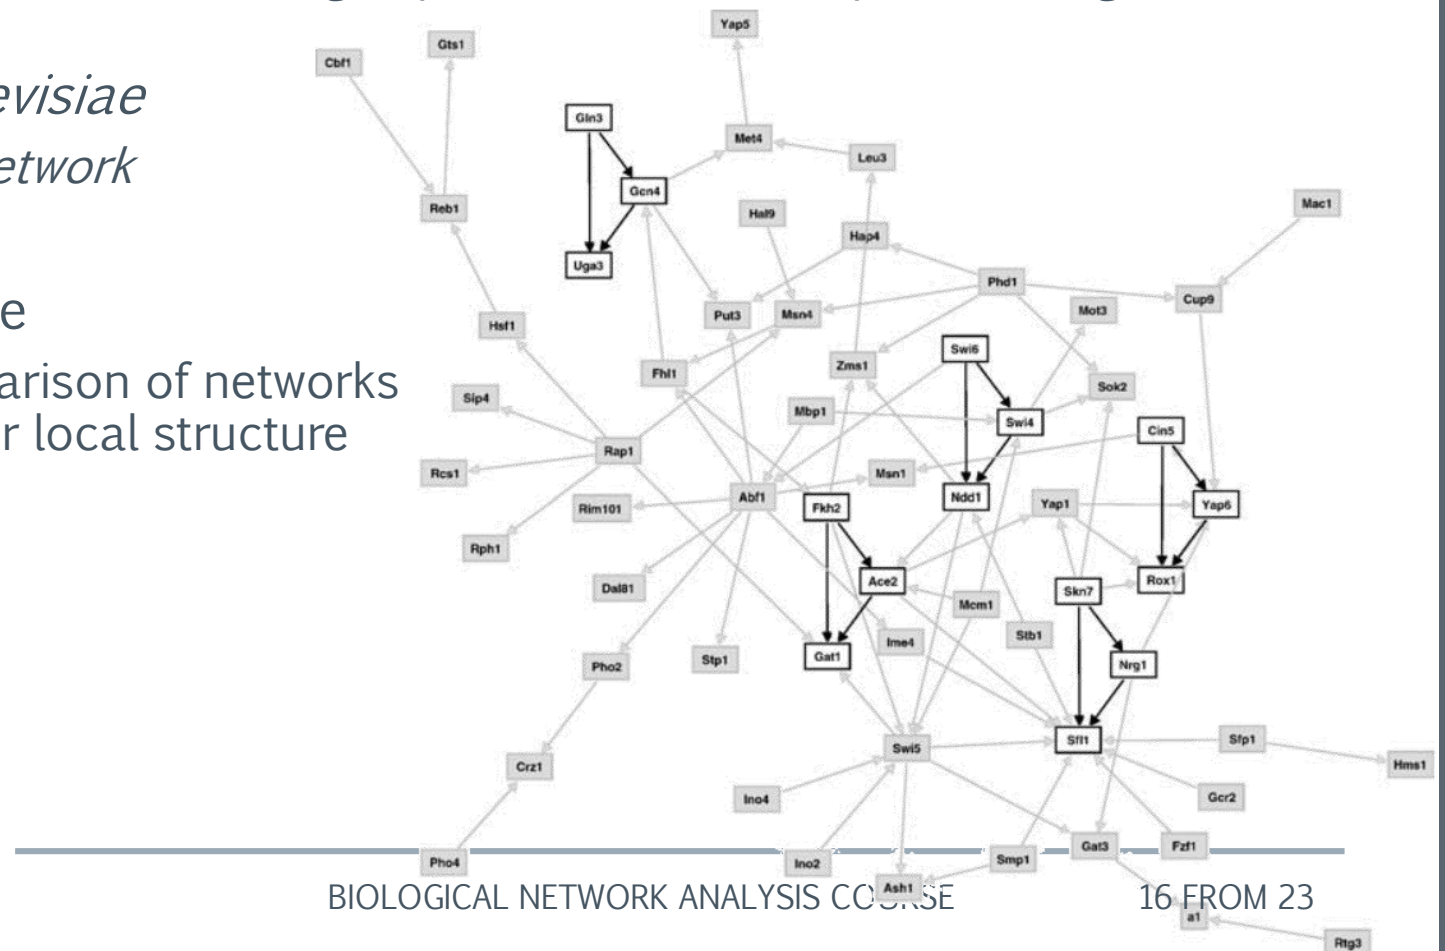 evisiae
etwork
e
arison of networks
r local structure
Yap5
Gts1
Cbf1
Gln3
Met4
Leu3
Gcn4
Mac1
Reb1
Hal9
Hap4
Uga3
Phd1
Cup9
Mot3
Put3
Msn4
Hsf1
Swi6
Zms1
Fhl1
Sok2
Sip4
Mbp1
Swi4
Cin5
Rap1
Rcs1
Msn1
Abf1
Ndd1
Yap1
Yap6
Rim101
Fkh2
Rph1
Ace2
Rox1
Dal81
Skn7
Mcm1
Stb1
Ime4
Gat1
Stp1
Nrg1
Pho2
Sfl1
Sfp1
Swi5
Crz1
Hms1
Ino4
Gcr2
Gat3
Fzf1
Pho4
Ino2
Smp1
Ash1
BIOLOGICAL NETWORK ANALYSIS COURSE
16 FROM 23
a1
Rtg3